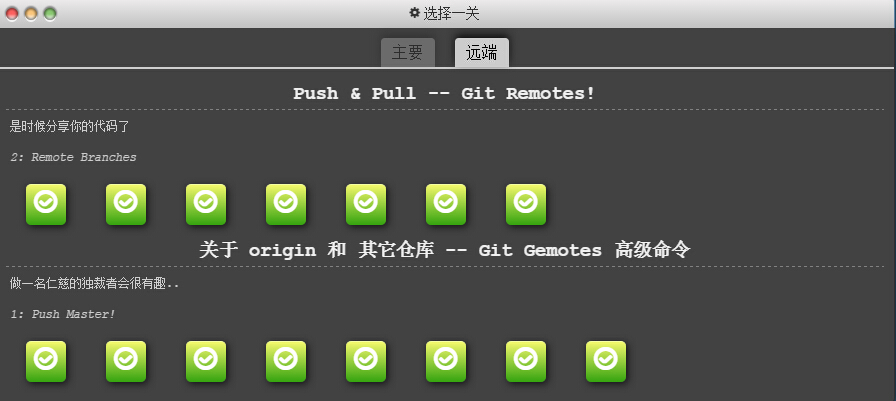 选择一关
主要 远端
Push & Pull -- Git Remotes!
是时候分享你的代码了
2: Remote Branches
关于 origin 和 其它仓库 -- Git Gemotes 高级命令
做一名仁慈的独裁者会很有趣..
1: Push Master!